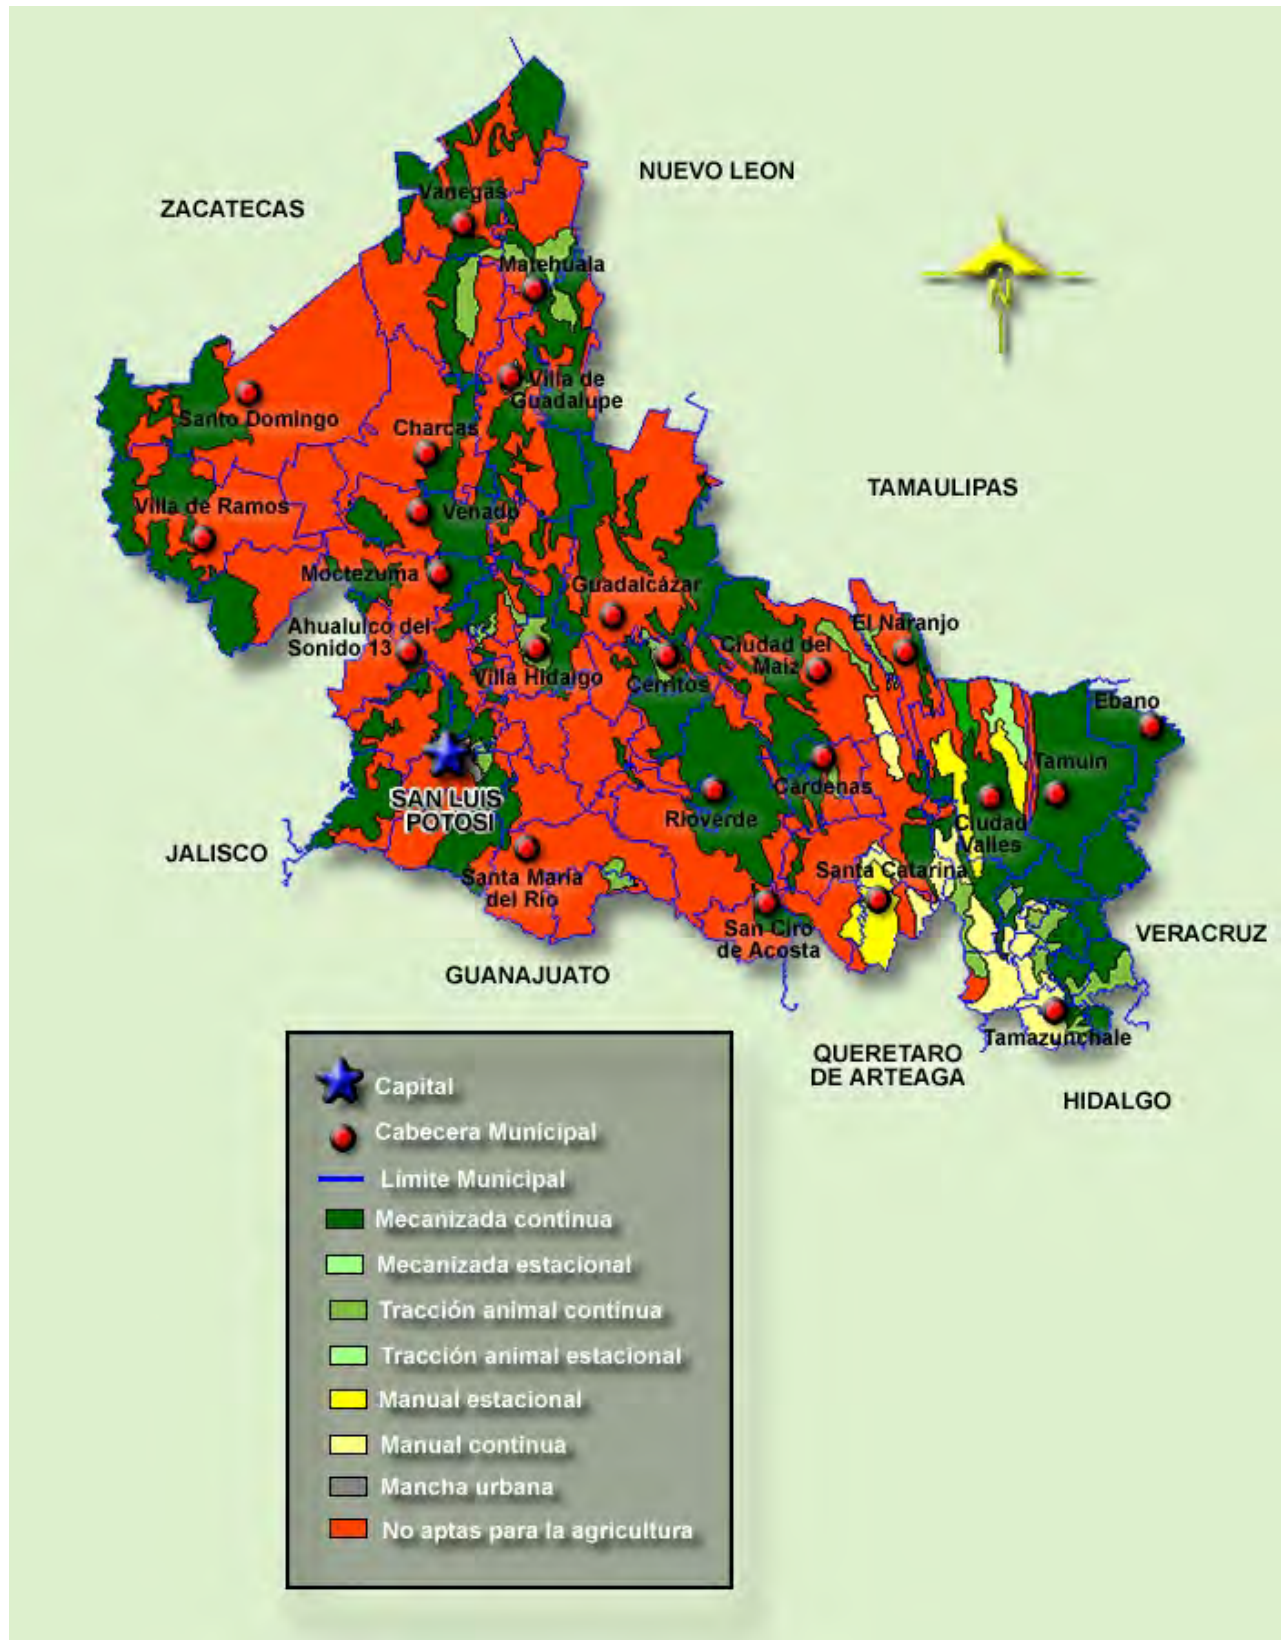 NUEVO LEON
Vanegas
ZACATECAS
Matehuala
Villa de
Guadalupe
Santo Domingo
Charcas
TAMAULIPAS
Villa de Ramos
Venado
Moctezuma
Guadalcázar
Ahualulco del
Sonido 13
El Naranjo
Ciudad del
Maíz
Villa Hidalgo
Cerritos
Ebano
Tamuin
Cárdenas
SAN LUIS
POTOSÍ
Rioverde
Ciudad
Valles
JALISCO
Santa Catarina
Santa María
del Río
San Ciro
de Acosta
VERACRUZ
GUANAJUATO
Tamazunchale
QUERETARO
DE ARTEAGA
HIDALGO
N
Capital
Cabecera Municipal
Límite Municipal
Mecanizada continua
Mecanizada estacional
Tracción animal continua
Tracción animal estacional
Manual estacional
Manual continua
Mancha urbana
No aptas para la agricultura